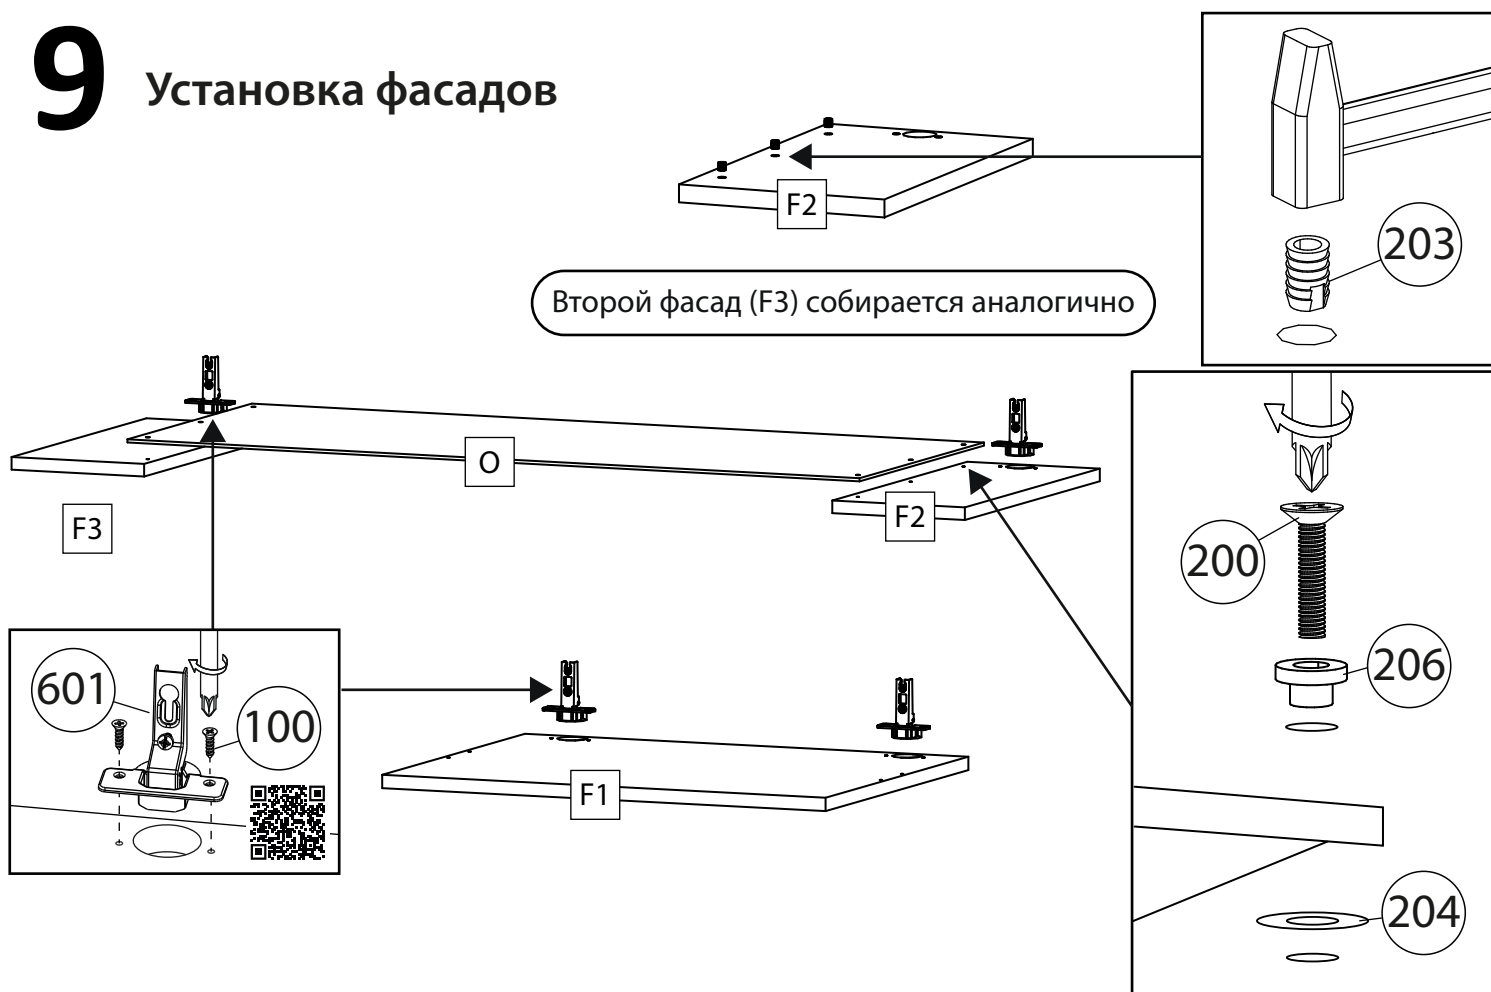 9
Установка фасадов
F2
203
Второй фасад (F3) собирается аналогично
O
F3
F2
200
206
601
100
F1
204